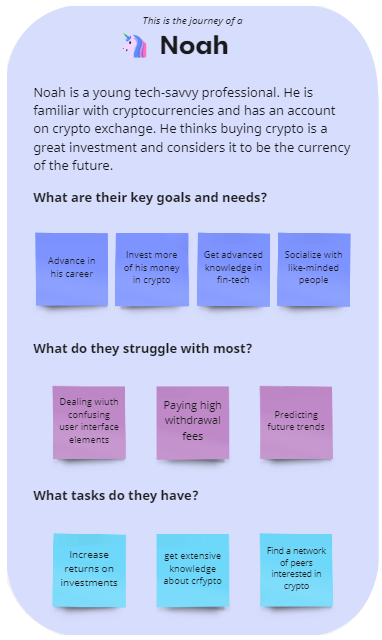 This is the journey of a
Noah
Noah is a young tech-savvy professional. He is
familiar with cryptocurrencies and has an account
on crypto exchange. He thinks buying crypto is a
great investment and considers it to be the currency
of the future.
What are their key goals and needs?
Advance in
his career
Invest more
of his money
in crypto
Get advanced
knowledge in
fin-tech
Socialize with
like-minded
people
What do they struggle with most?
Dealing wiuth
confusing
user interface
elements
Paying high
withdrawal
fees
Predicting
future trends
What tasks do they have?
Increase
returns on
investments
get extensive
knowledge
about crfypto
Find a network
of peers
interested in
crypto